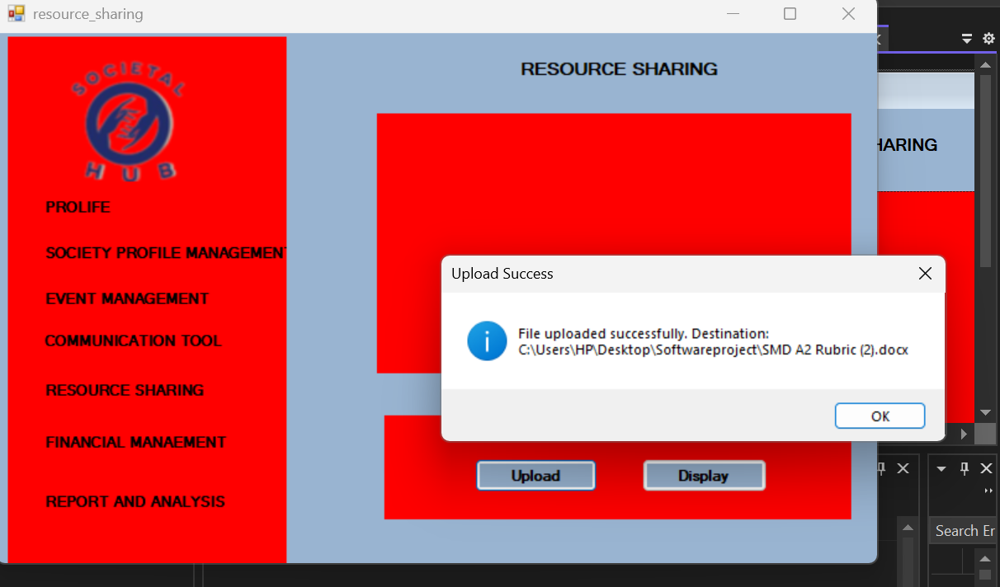 resource_sharing
SOCIETAL
HUB
PROLIFE
SOCIETY PROFILE MANAGEMENT
EVENT MANAGEMENT
COMMUNICATION TOOL
RESOURCE SHARING
FINANCIAL MANAEMENT
REPORT AND ANALYSIS
RESOURCE SHARING
HARING
Upload Success
File uploaded successfully. Destination:
C:\Users\HP\Desktop\Softwareproject\SMD A2 Rubric (2).docx
OK
Upload
Display
Search Er